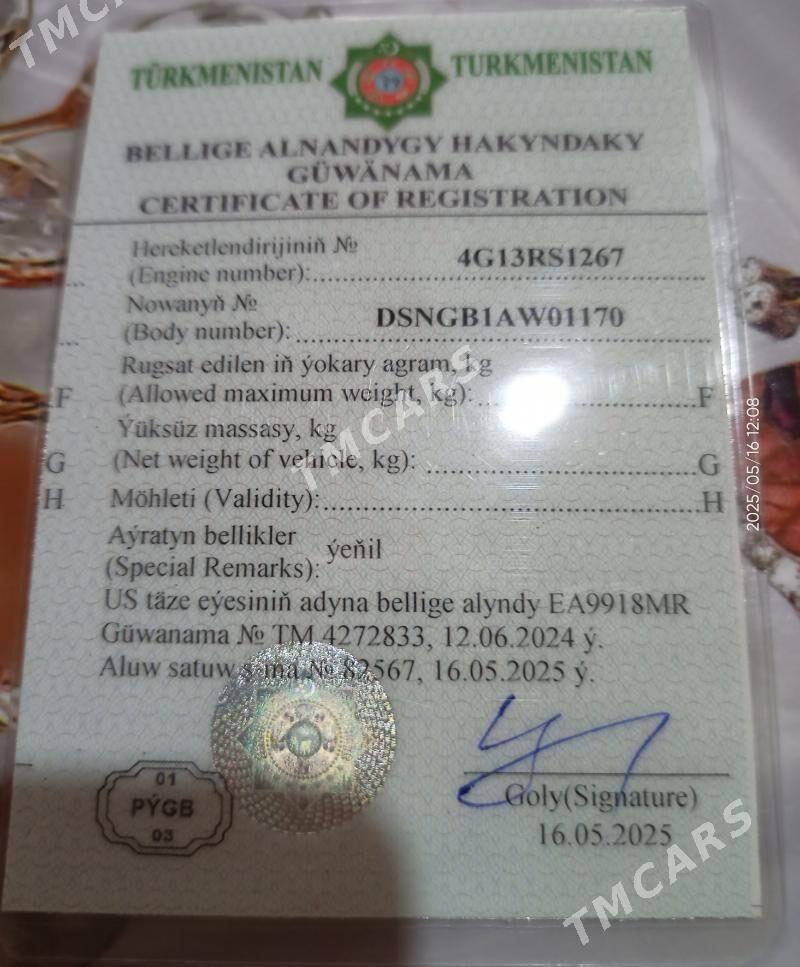 TÜRKMENISTAN TURKMENISTAN
BELLIGE ALNANDYGY HAKYNDAKY
GÜWÄNAMA
CERTIFICATE OF REGISTRATION
Hereketlendirijiniň №
(Engine number): 4G13RS1267
Nowanyň №
(Body number): DSNGB1AW01170
Rugsat edilen iň ýokary agram, kg
F (Allowed maximum weight, kg): F
Ýüksüz massasy, kg
G (Net weight of vehicle, kg): G
H Möhleti (Validity): H
Aýratyn bellikler
(Special Remarks): ýeňil
US täze eýesiniň adyna bellige alyndy EA9918MR
Güwanama № TM 4272833, 12.06.2024 ý.
Aluw satuw ş-ma № 82567, 16.05.2025 ý.
01
PÝGB
03
Goly(Signature)
16.05.2025
2025/05/16 12:08
TMCARS
TMCARS
TMCARS